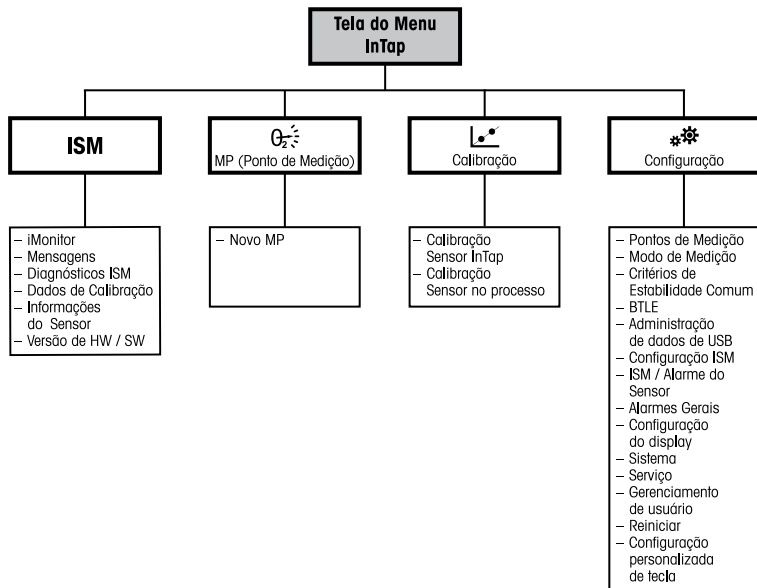 Tela do Menu
InTap
ISM
O₂
MP (Ponto de Medição)
Calibração
Configuração
– iMonitor
– Mensagens
– Diagnósticos ISM
– Dados de Calibração
– Informações
do Sensor
– Versão de HW / SW
– Novo MP
– Calibração
Sensor InTap
– Calibração
Sensor no processo
– Pontos de Medição
– Modo de Medição
– Critérios de
Estabilidade Comum
– BTLE
– Administração
de dados de USB
– Configuração ISM
– ISM / Alarme do
Sensor
– Alarmes Gerais
– Configuração
do display
– Sistema
– Serviço
– Gerenciamento
de usuário
– Reiniciar
– Configuração
personalizada
de tecla